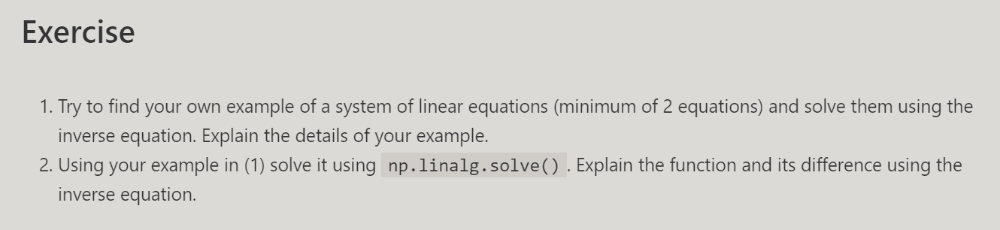 Exercise
1. Try to find your own example of a system of linear equations (minimum of 2 equations) and solve them using the
inverse equation. Explain the details of your example.
2. Using your example in (1) solve it using np.linalg.solve() . Explain the function and its difference using the
inverse equation.